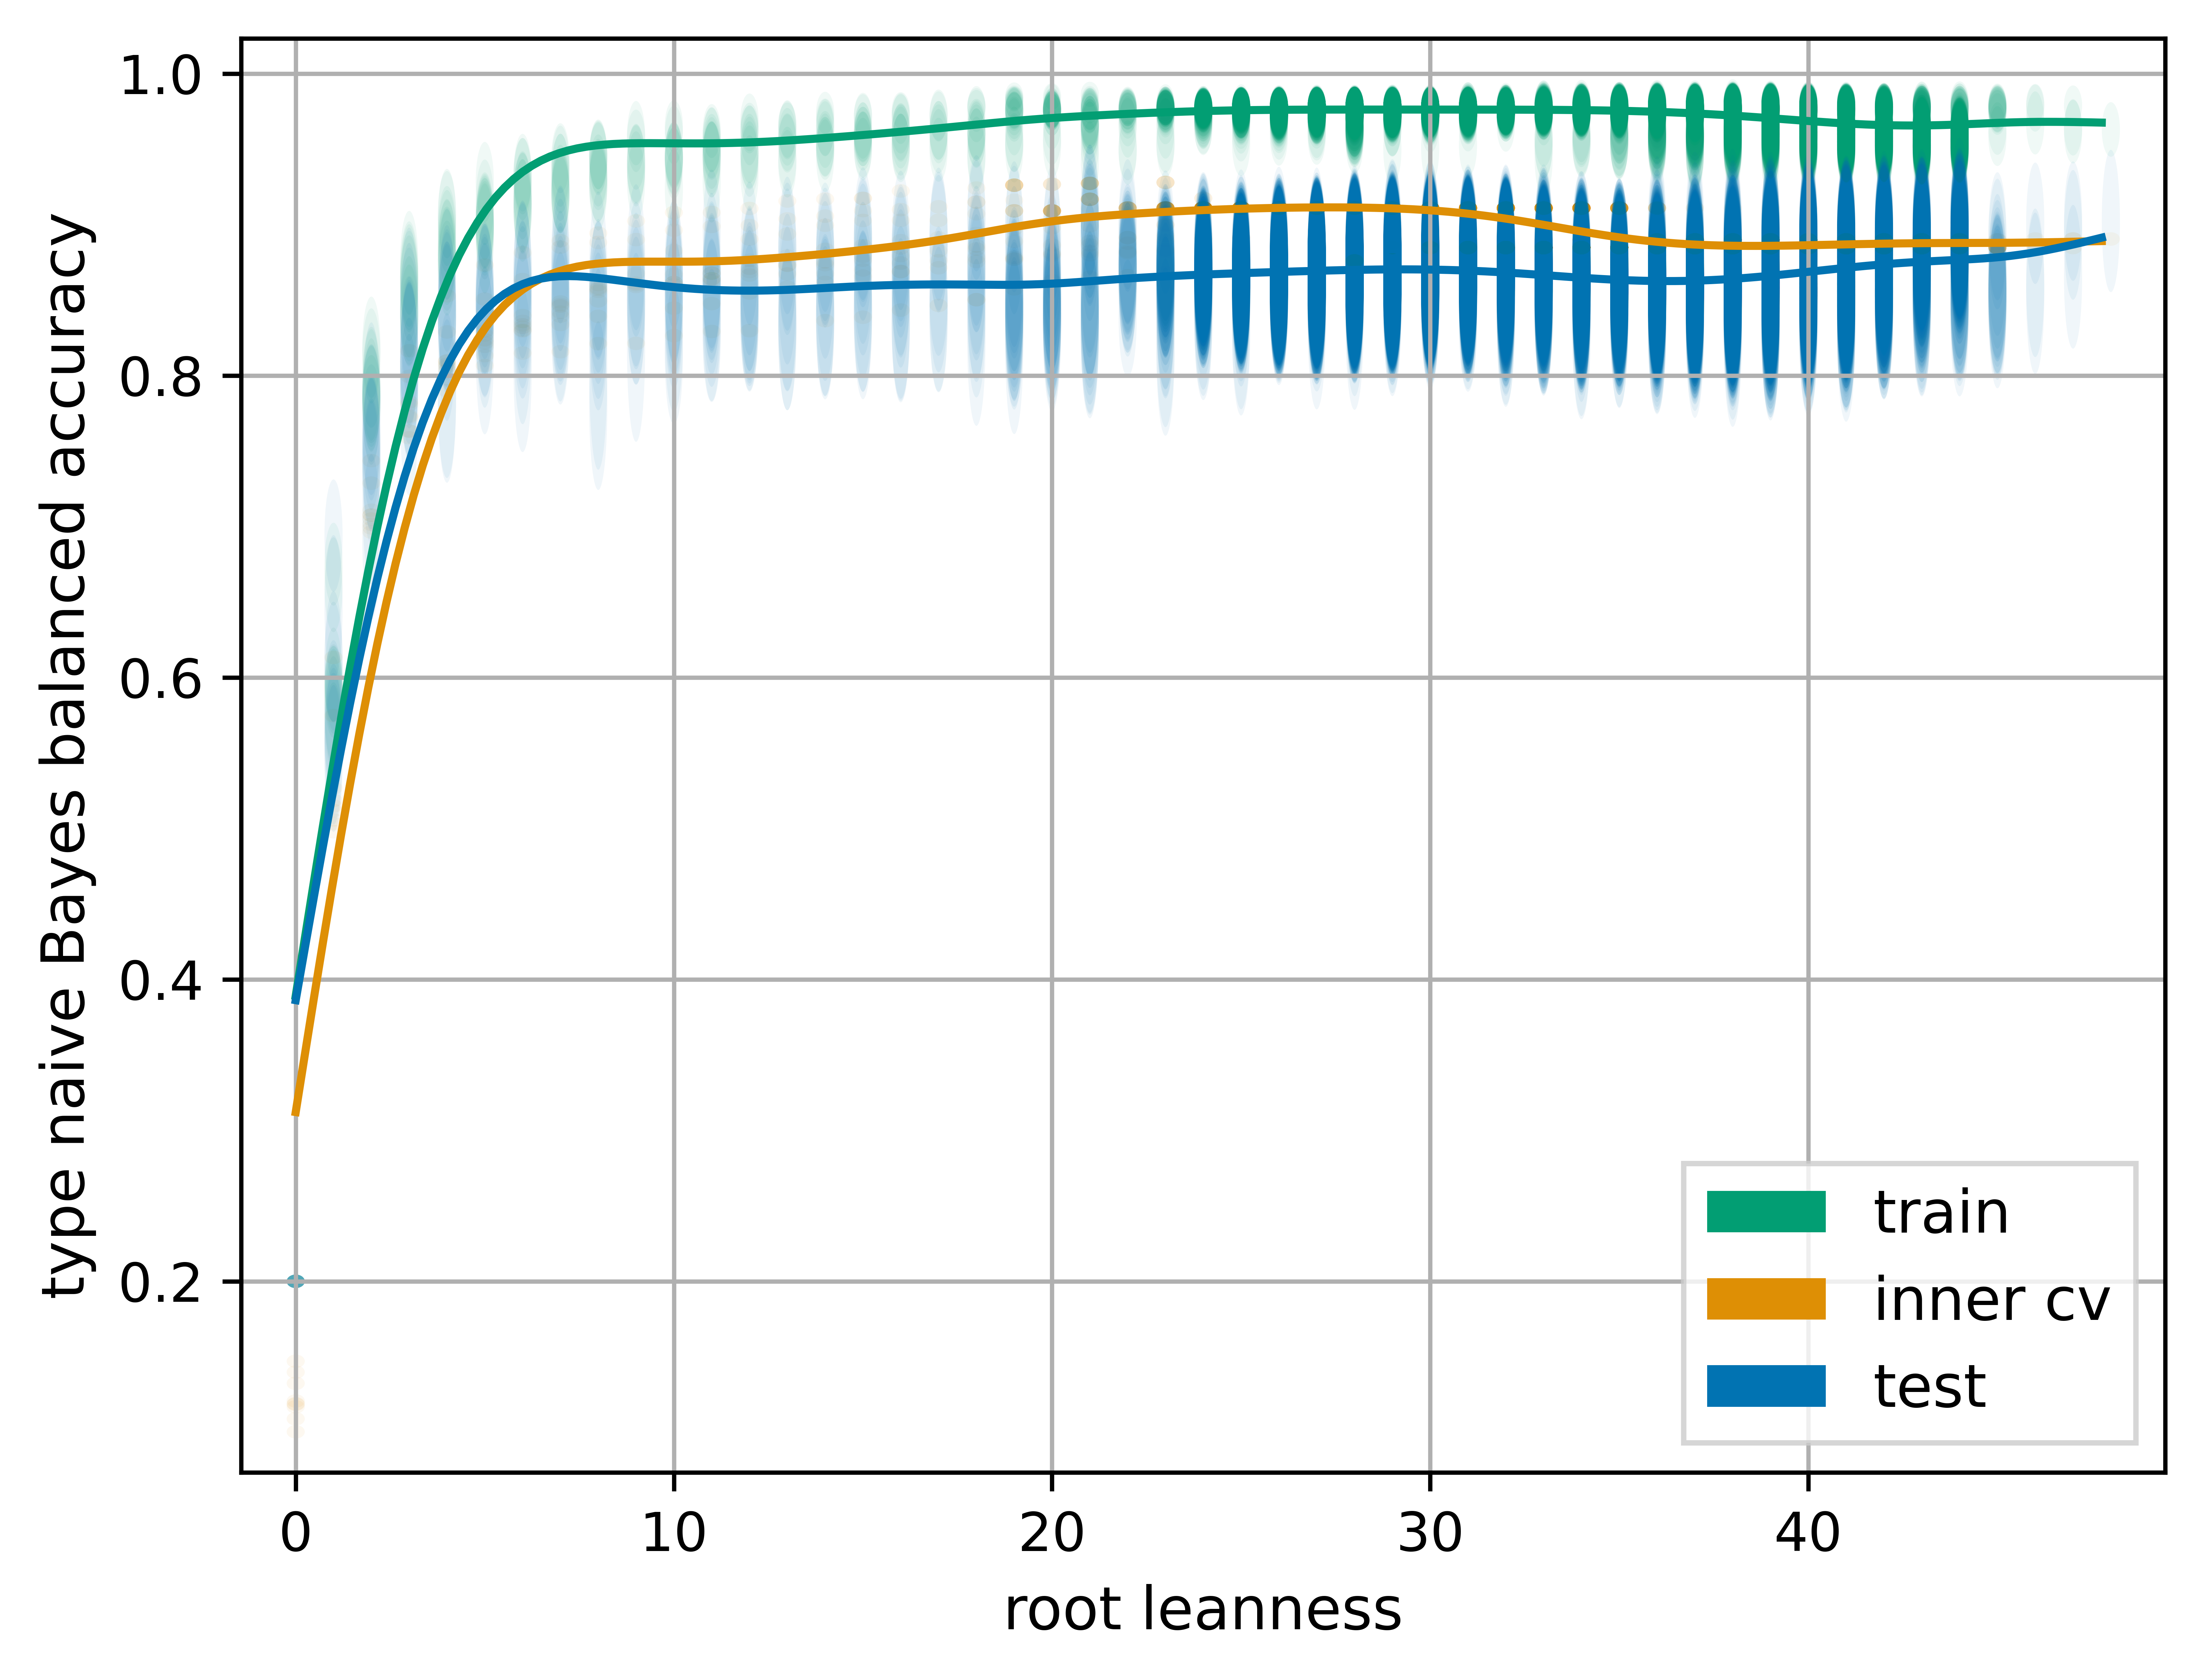 type naive Bayes balanced accuracy
1.0
0.8
0.6
0.4
0.2
0 10 20 30 40
root leanness
train
inner cv
test